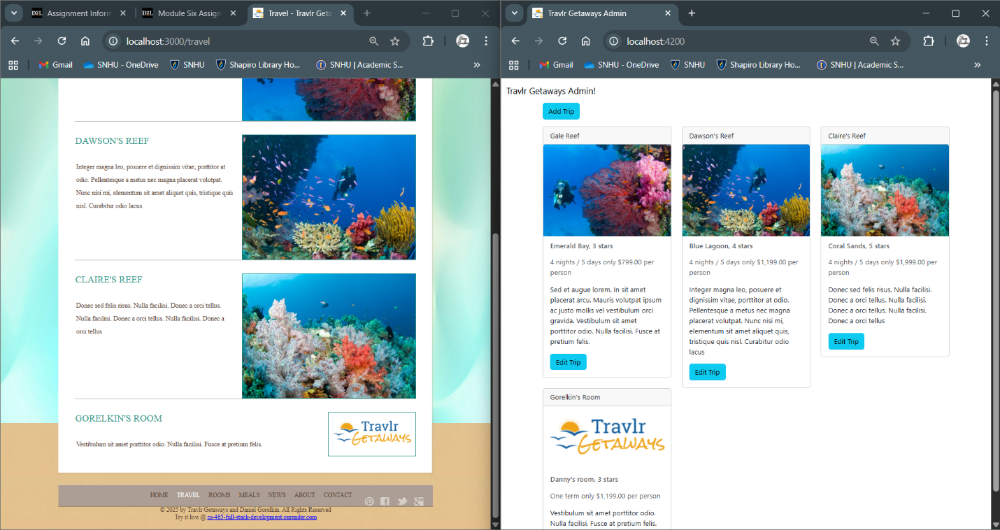 Assignment Inform
Module Six Assign
Travel - Travlr Geta
localhost:3000/travel
Gmail
SNHU - OneDrive
SNHU
Shapiro Library Ho...
SNHU | Academic S...
DAWSON'S REEF
Integer magna leo, posuere et dignissim vitae, porttitor at
odio. Pellentesque a metus nec magna placerat volutpat.
Nunc nisi mi, elementum sit amet aliquet quis, tristique quis
nisl. Curabitur odio lacus
CLAIRE'S REEF
Donec sed felis risus. Nulla facilisi. Donec a orci tellus.
Nulla facilisi. Donec a orci tellus. Nulla facilisi. Donec a
orci tellus
GORELKIN'S ROOM
Travlr
GETAWAYS
Vestibulum sit amet porttitor odio. Nulla facilisi. Fusce at pretium felis.
HOME TRAVEL ROOMS MEALS NEWS ABOUT CONTACT
© 2025 by Travlr Getaways and Daniel Gorelkin. All Rights Reserved
Try it live @ cs-465-full-stack-development.onrender.com
Travlr Getaways Admin
localhost:4200
Gmail
SNHU - OneDrive
SNHU
Shapiro Library Ho...
SNHU | Academic S...
Travlr Getaways Admin!
Add Trip
Gale Reef
Emerald Bay, 3 stars
4 nights / 5 days only $799.00 per
person
Sed et augue lorem. In sit amet
placerat arcu. Mauris volutpat ipsum
ac justo mollis vel vestibulum orci
gravida. Vestibulum sit amet
porttitor odio. Nulla facilisi. Fusce at
pretium felis.
Edit Trip
Dawson's Reef
Blue Lagoon, 4 stars
4 nights / 5 days only $1,199.00 per
person
Integer magna leo, posuere et
dignissim vitae, porttitor at odio.
Pellentesque a metus nec magna
placerat volutpat. Nunc nisi mi,
elementum sit amet aliquet quis,
tristique quis nisl. Curabitur odio
lacus
Edit Trip
Claire's Reef
Coral Sands, 5 stars
4 nights / 5 days only $1,999.00 per
person
Donec sed felis risus. Nulla facilisi.
Donec a orci tellus. Nulla facilisi.
Donec a orci tellus. Nulla facilisi.
Donec a orci tellus
Edit Trip
Gorelkin's Room
Travlr
GETAWAYS
Danny's room, 3 stars
One term only $1,199.00 per person
Vestibulum sit amet porttitor odio.
Nulla facilisi. Fusce at pretium felis.